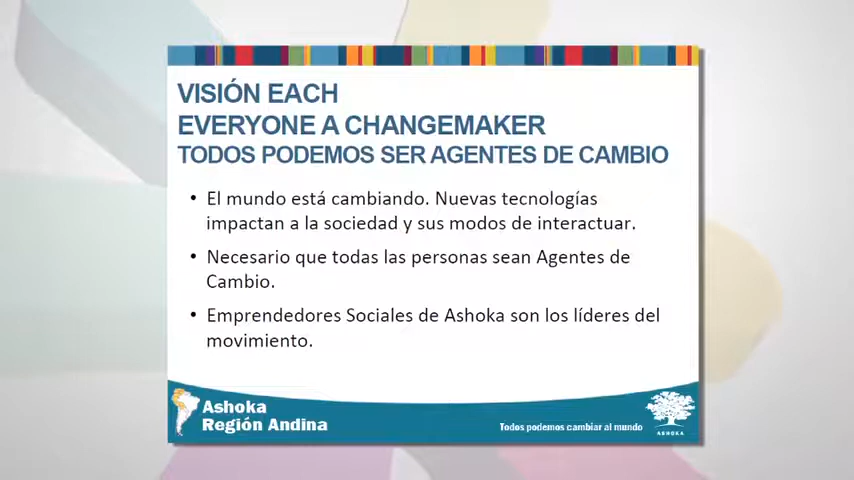 VISIÓN EACH
EVERYONE A CHANGEMAKER
TODOS PODEMOS SER AGENTES DE CAMBIO
• El mundo está cambiando. Nuevas tecnologías
impactan a la sociedad y sus modos de interactuar.
• Necesario que todas las personas sean Agentes de
Cambio.
• Emprendedores Sociales de Ashoka son los líderes del
movimiento.
Ashoka
Región Andina
Todos podemos cambiar al mundo
ASHOKA